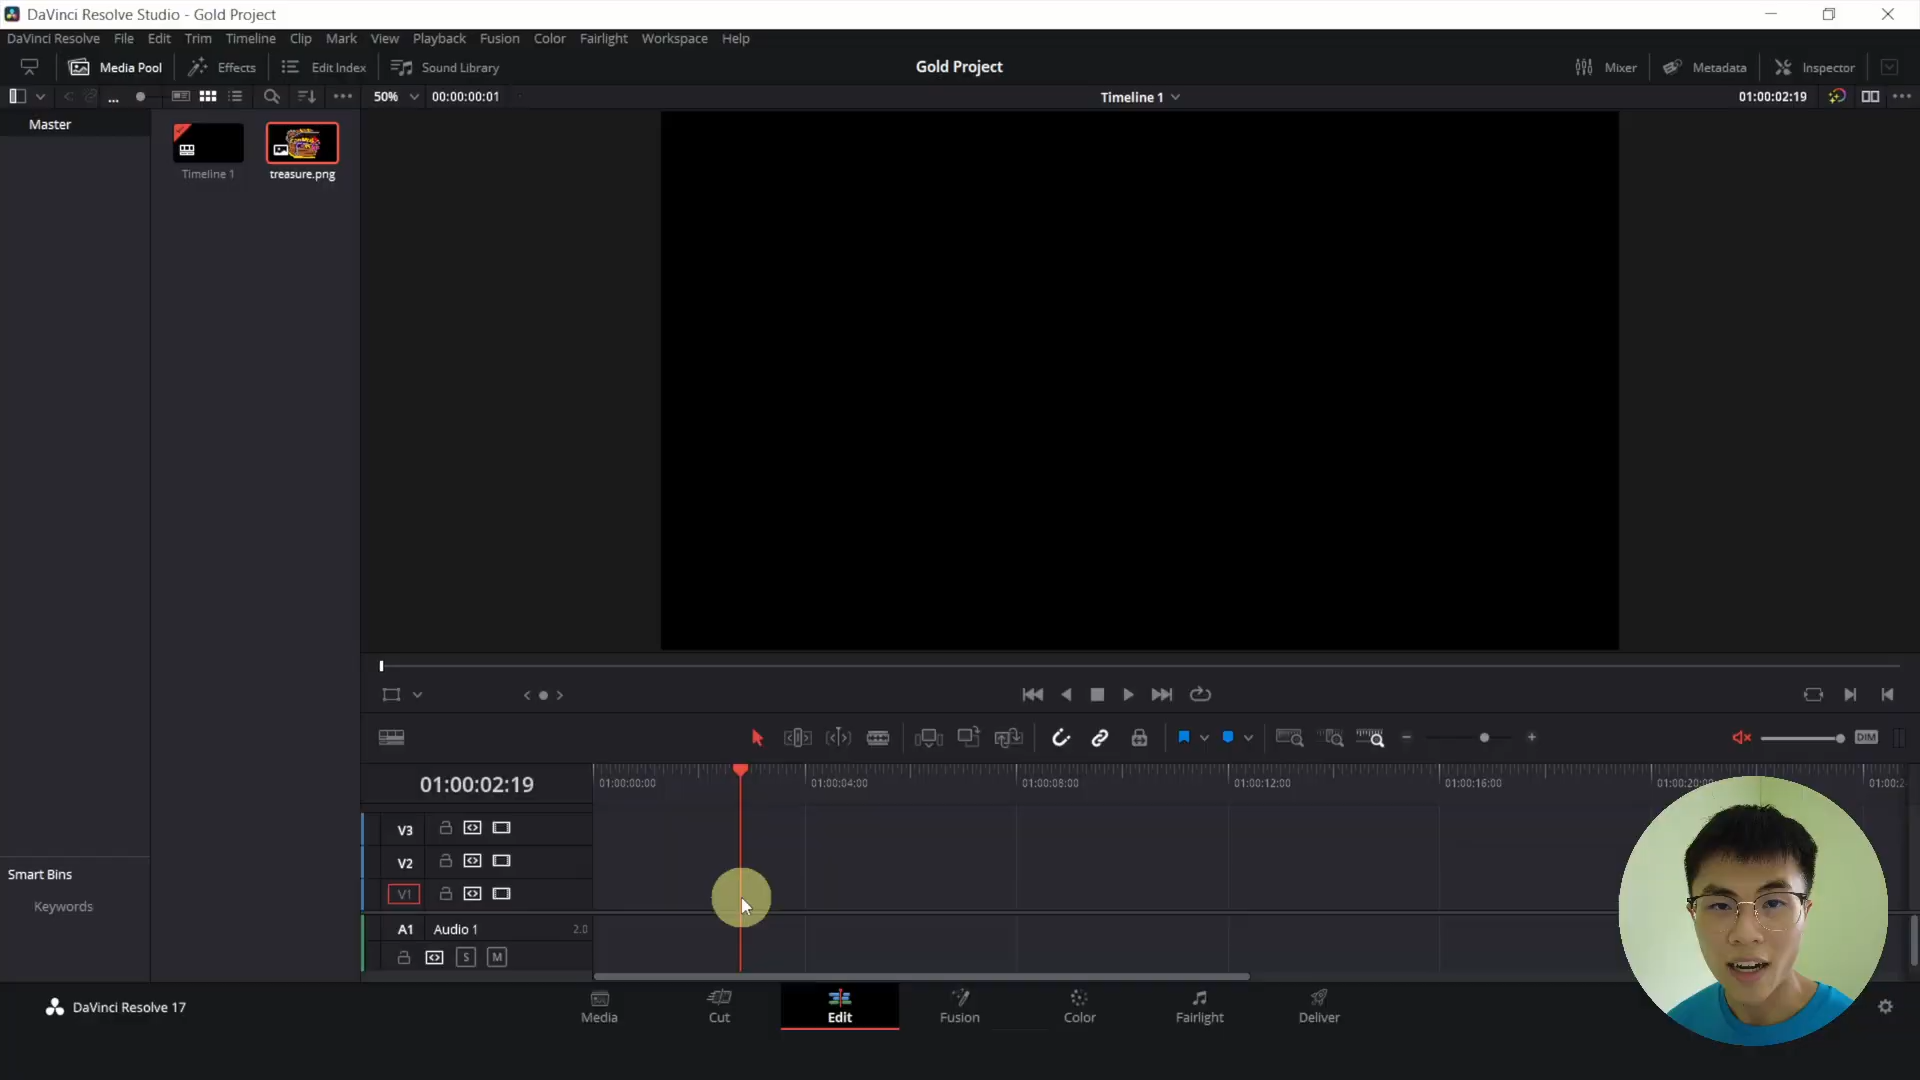 DaVinci Resolve Studio - Gold Project
DaVinci Resolve File Edit Trim Timeline Clip Mark View Playback Fusion Color Fairlight Workspace Help
Media Pool Effects Edit Index Sound Library Gold Project Mixer Metadata Inspector
50% 00:00:00:01 Timeline 1 01:00:02:19
Master
Timeline 1 treasure.png
DIM
01:00:02:19 01:00:00:00 01:00:04:00 01:00:08:00 01:00:12:00 01:00:16:00 01:00:20:00
V3
V2
V1
A1 Audio 1 2.0
S M
Smart Bins
Keywords
DaVinci Resolve 17
Media Cut Edit Fusion Color Fairlight Deliver